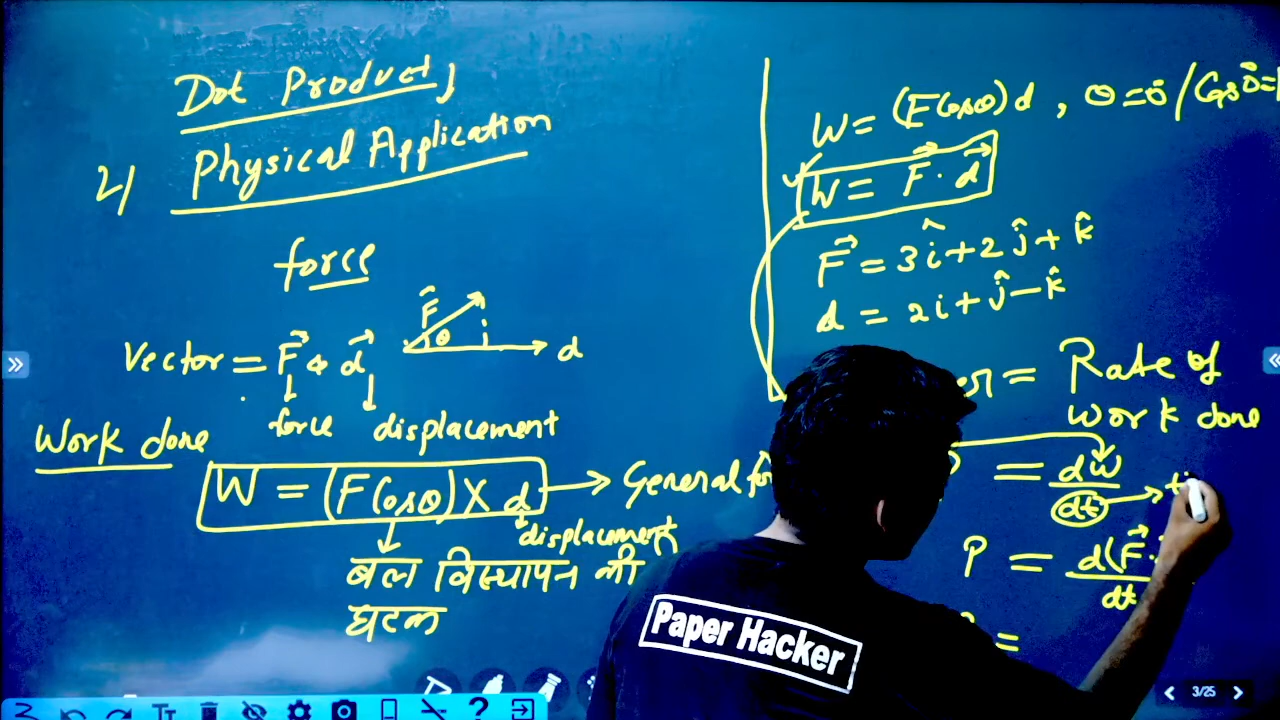 Dot Product,
2) Physical Application
force
F θ d
Vector = F⃗ & d⃗
force displacement
Work done
W = (F Cosθ) X d → General
displacement
बल विस्थापन की
घटक
W = (F Cosθ) d , θ = 0° / Cos0° =
W = F⃗ . d⃗
F⃗ = 3î + 2ĵ + k̂
d = 2i + ĵ - k̂
= Rate of
work done
= dW/dt →
P = d(F⃗ .
dt
=
Paper Hacker
3/25